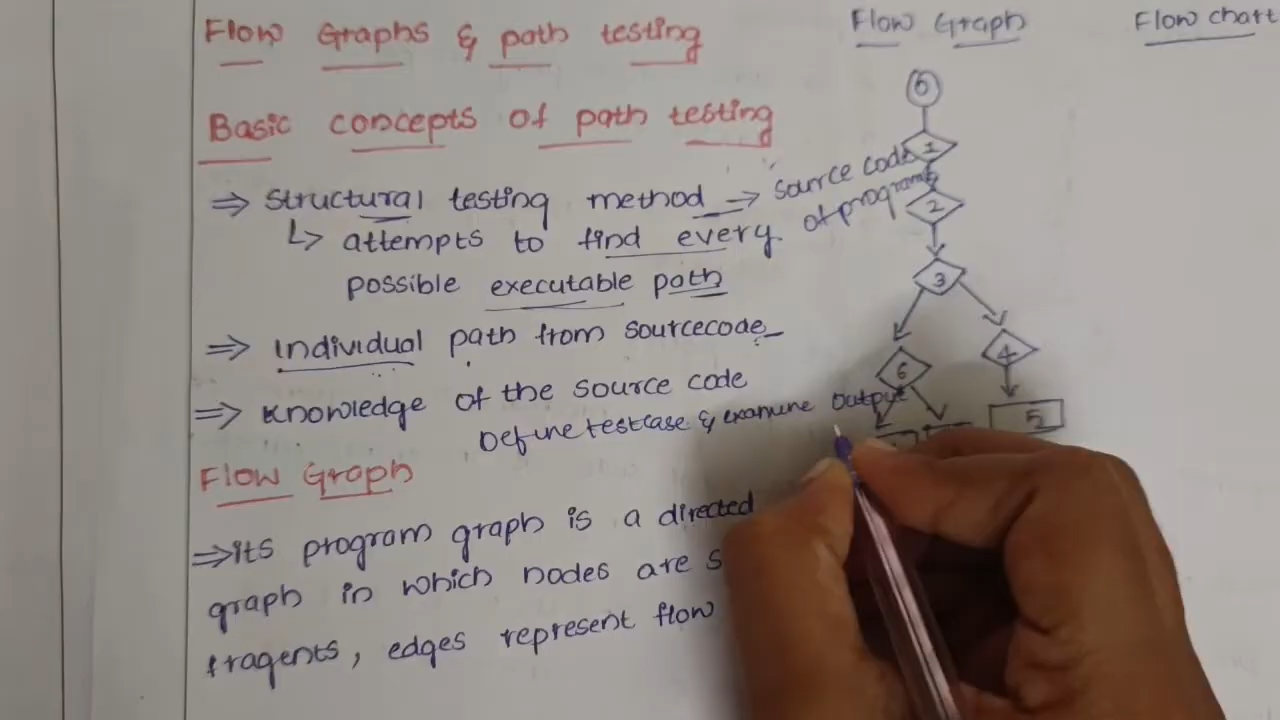 Flow Graphs & path testing
Basic concepts of path testing
⇒ Structural testing method ⇒ source code of program
↳ attempts to find every possible executable path
⇒ Individual path from sourcecode
⇒ Knowledge of the source code
Define testcase & examine output
Flow Graph
⇒ its program graph is a directed
graph in which nodes are
fragents, edges represent flow
Flow Graph
1
2
3
6
4
5
Flow chart